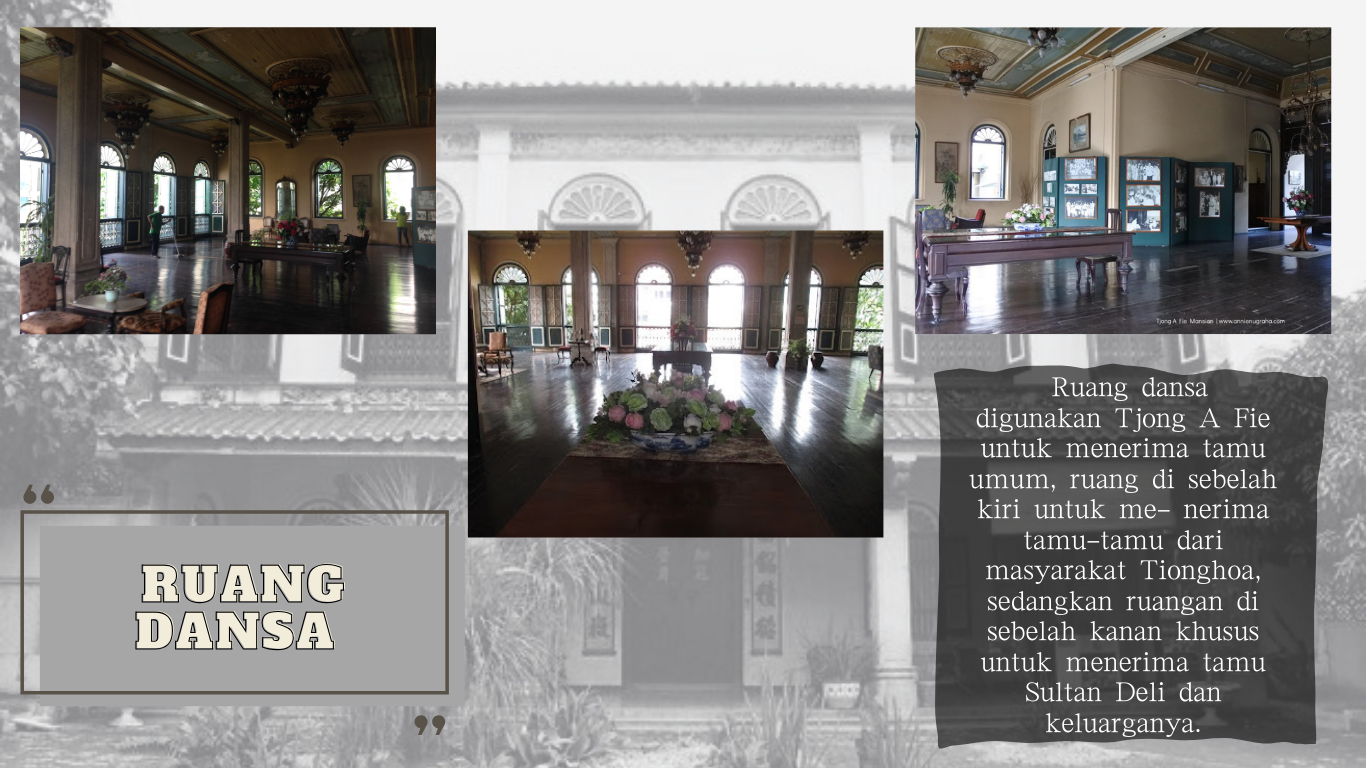 Tjong A Fie Mansion | www.annienugraha.com
“
RUANG
DANSA
”
Ruang dansa
digunakan Tjong A Fie
untuk menerima tamu
umum, ruang di sebelah
kiri untuk me- nerima
tamu-tamu dari
masyarakat Tionghoa,
sedangkan ruangan di
sebelah kanan khusus
untuk menerima tamu
Sultan Deli dan
keluarganya.